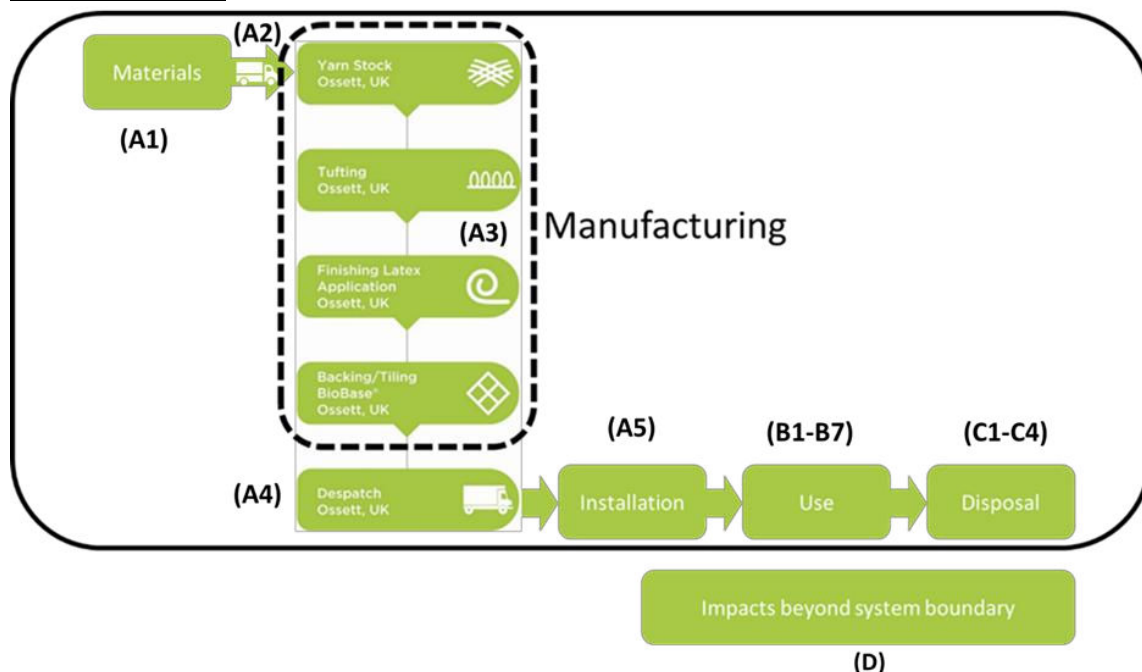 (A2)
Materials
(A1)
Yarn Stock
Ossett, UK
Tufting
Ossett, UK
(A3)
Manufacturing
Finishing Latex
Application
Ossett, UK
Backing/Tiling
BioBase®
Ossett, UK
(A4)
Despatch
Ossett, UK
(A5)
Installation
(B1-B7)
Use
(C1-C4)
Disposal
Impacts beyond system boundary
(D)